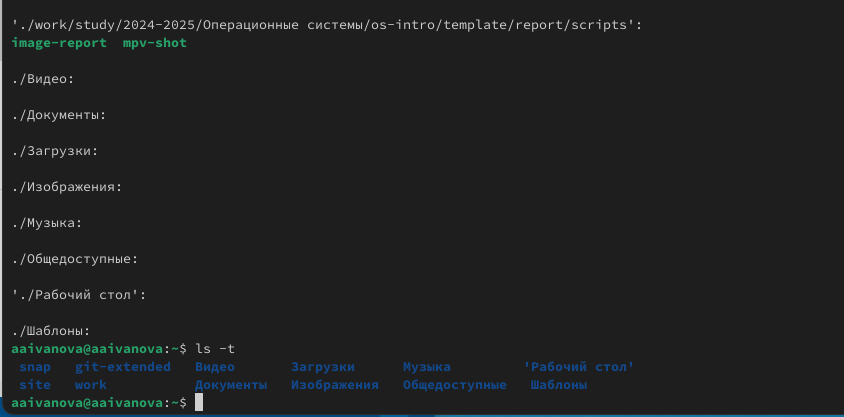 './work/study/2024-2025/Операционные системы/os-intro/template/report/scripts':
image-report  mpv-shot
./Видео:
./Документы:
./Загрузки:
./Изображения:
./Музыка:
./Общедоступные:
'./Рабочий стол':
./Шаблоны:
aaivanova@aaivanova:~$ ls -t
snap  git-extended  Видео  Загрузки  Музыка  'Рабочий стол'
site  work  Документы  Изображения  Общедоступные  Шаблоны
aaivanova@aaivanova:~$